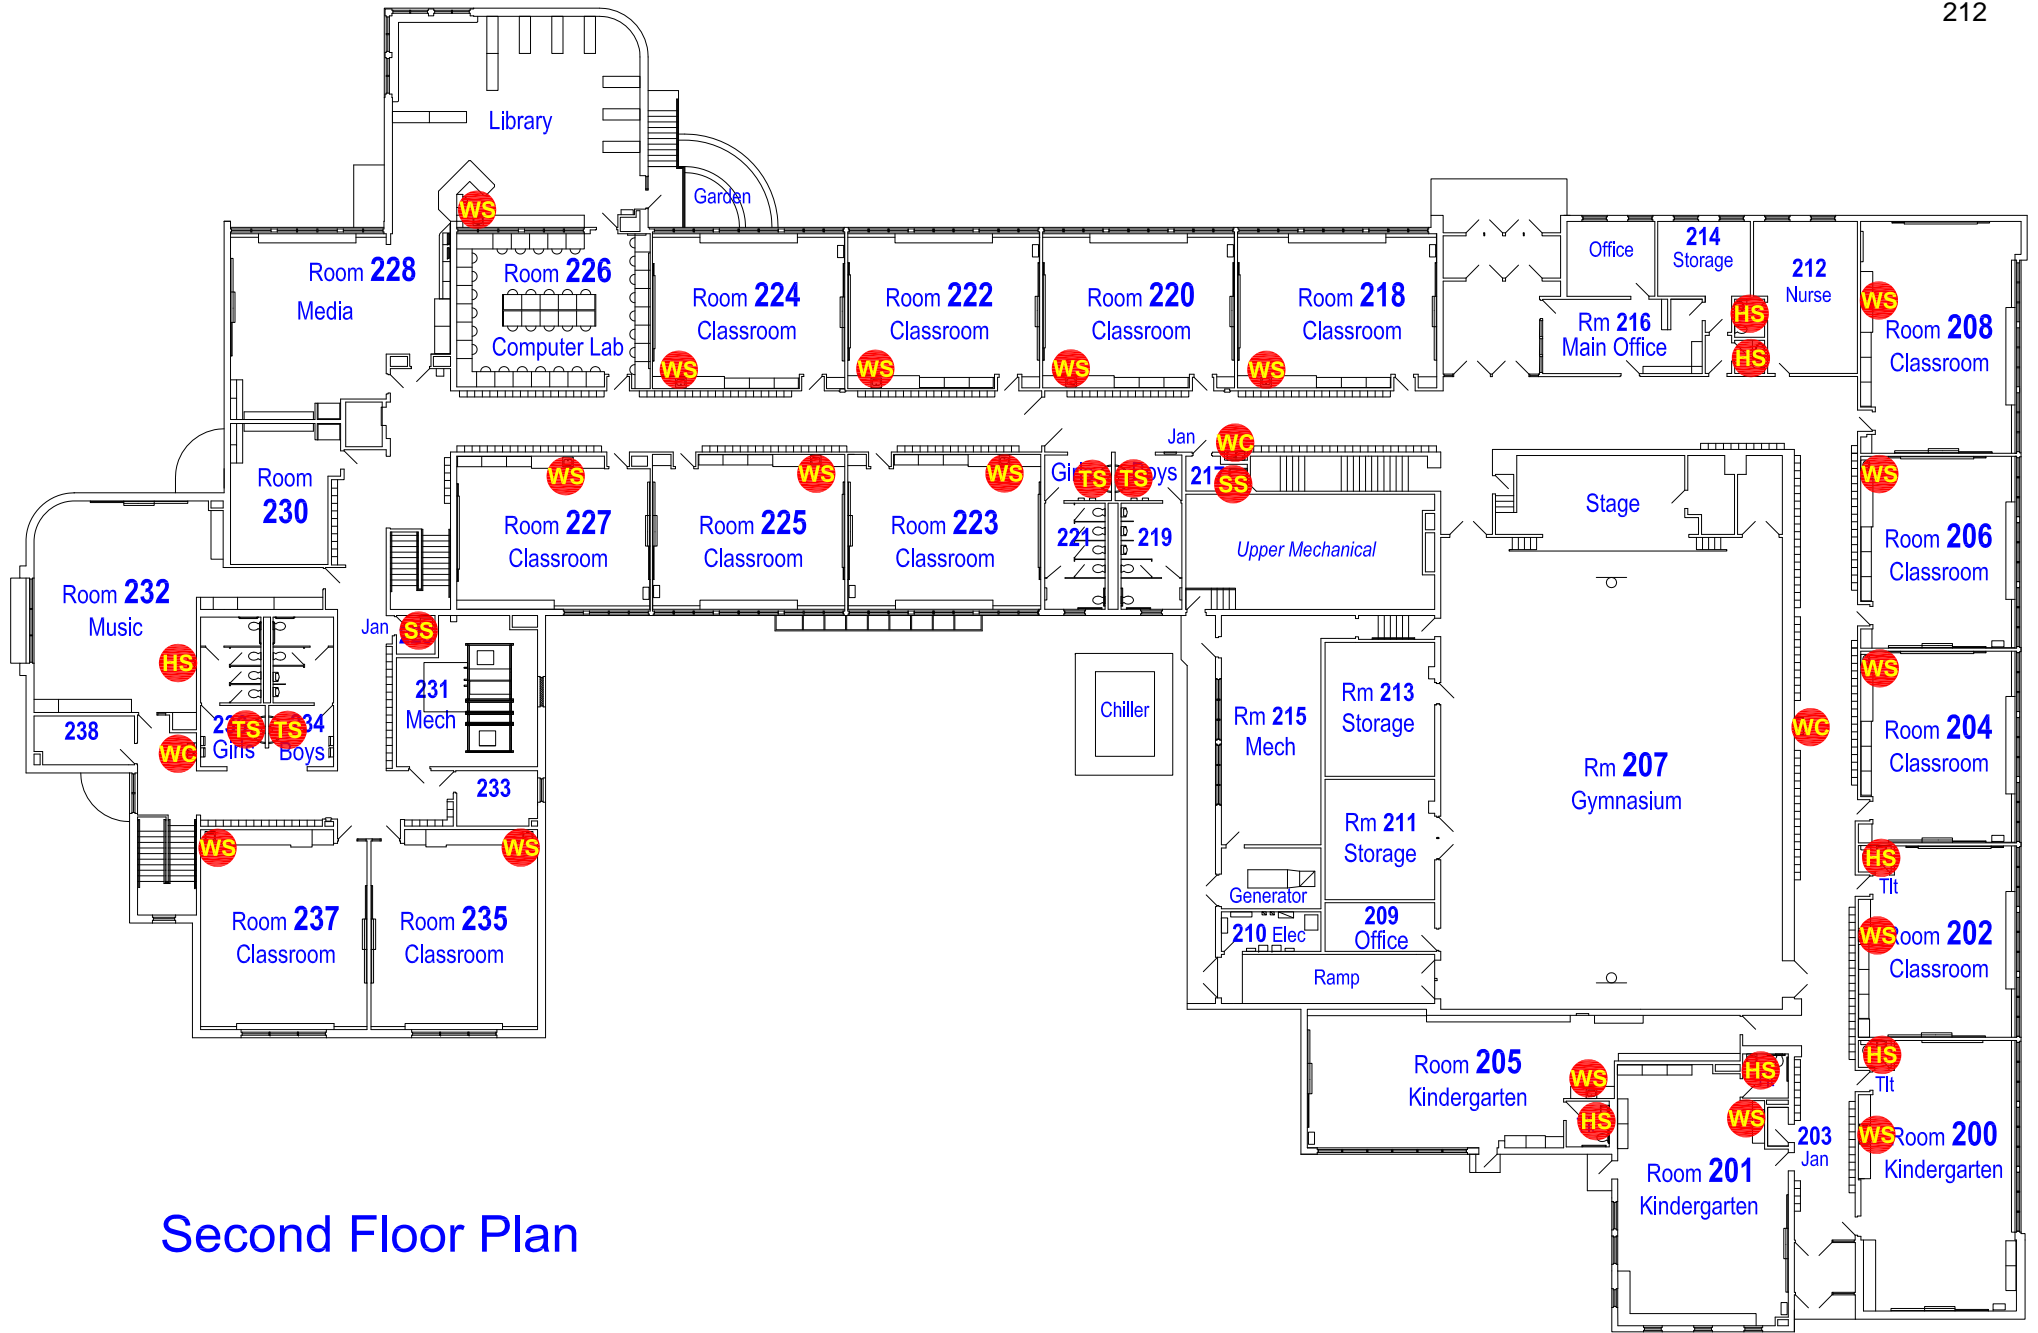 212
Library
Garden
WS
Room 228
Media
Room 226
Computer Lab
Room 224
Classroom
WS
Room 222
Classroom
WS
Room 220
Classroom
WS
Room 218
Classroom
WS
Office
214
Storage
212
Nurse
Rm 216
Main Office
HS
HS
WS
Room 208
Classroom
Room
230
WS
Room 227
Classroom
WS
Room 225
Classroom
WS
Room 223
Classroom
TS
TS
221
219
Jan
WC
217
SS
Upper Mechanical
Stage
WS
Room 206
Classroom
Room 232
Music
HS
Jan
SS
231
Mech
238
WC
TS
TS
Girls
Boys
233
Chiller
Rm 215
Mech
Rm 213
Storage
Rm 211
Storage
Rm 207
Gymnasium
WC
WS
Room 204
Classroom
WS
Room 237
Classroom
WS
Room 235
Classroom
Generator
210 Elec
209
Office
Ramp
HS
Tlt
WS
Room 202
Classroom
Room 205
Kindergarten
WS
HS
HS
WS
Room 201
Kindergarten
203
Jan
HS
Tlt
WS
Room 200
Kindergarten
Second Floor Plan